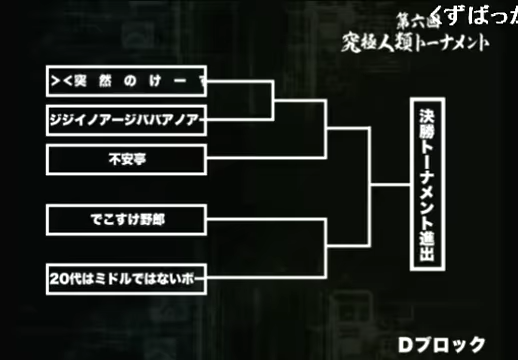 くずばっか
第六回
究極人類トーナメント
><突然のけーす
ジジイノアージババアノアー
不安亭
でこすけ野郎
20代はミドルではないボー
決勝トーナメント進出
Dブロック